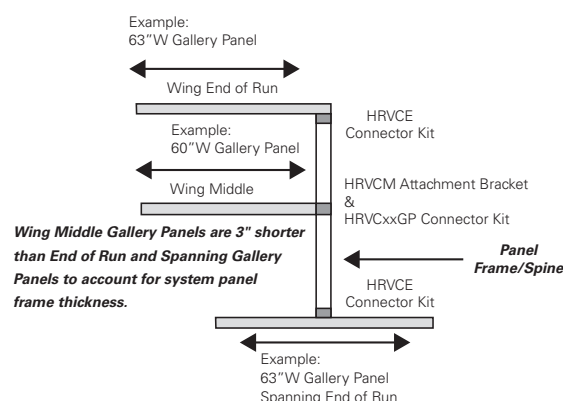 Example:
63"W Gallery Panel
Wing End of Run
HRVCE
Connector Kit
Example:
60"W Gallery Panel
Wing Middle
HRVCM Attachment Bracket
&
HRVCxxGP Connector Kit
Wing Middle Gallery Panels are 3" shorter
than End of Run and Spanning Gallery
Panels to account for system panel
frame thickness.
Panel
Frame/Spine
HRVCE
Connector Kit
Example:
63"W Gallery Panel
Spanning End of Run